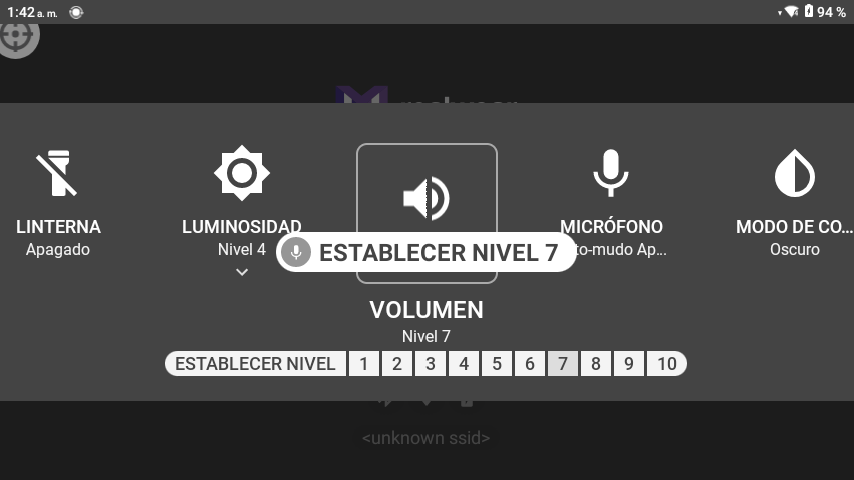 1:42 a. m. 94 %
LINTERNA
Apagado
LUMINOSIDAD
Nivel 4
ESTABLECER NIVEL 7
MICRÓFONO
to-mudo Ap...
MODO DE CO...
Oscuro
VOLUMEN
Nivel 7
ESTABLECER NIVEL 1 2 3 4 5 6 7 8 9 10
<unknown ssid>